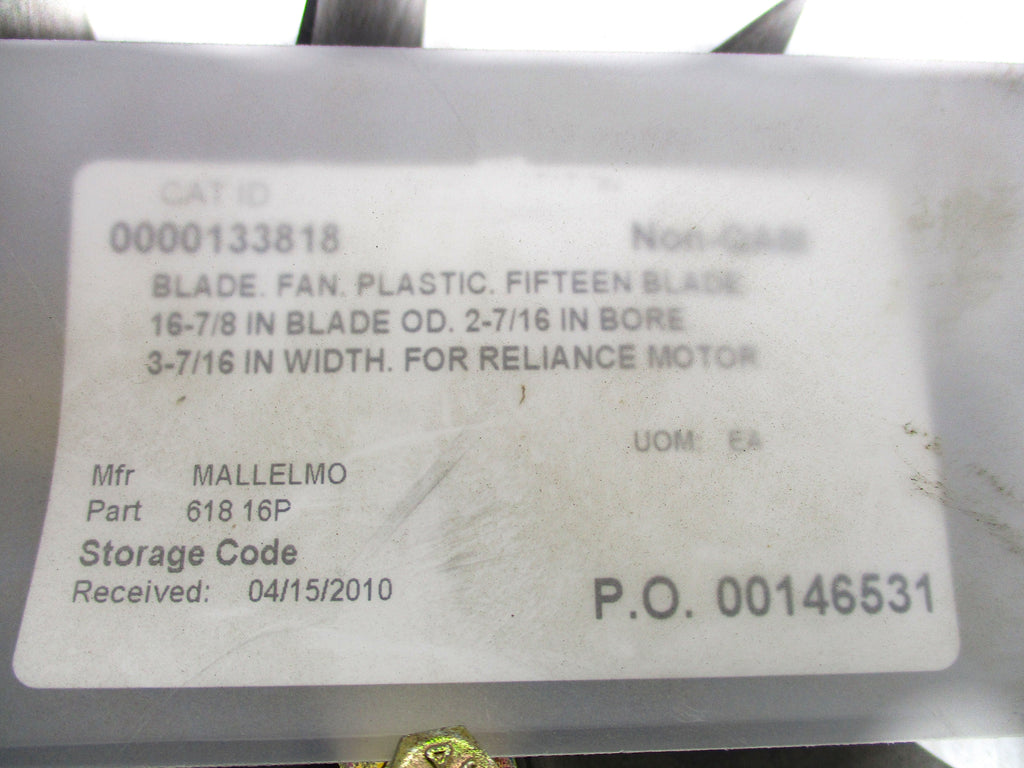 CAT ID
0000133818 Non-QAM
BLADE. FAN. PLASTIC. FIFTEEN BLADE
16-7/8 IN BLADE OD. 2-7/16 IN BORE
3-7/16 IN WIDTH. FOR RELIANCE MOTOR
UOM: EA
Mfr MALLELMO
Part 618 16P
Storage Code
Received: 04/15/2010
P.O. 00146531